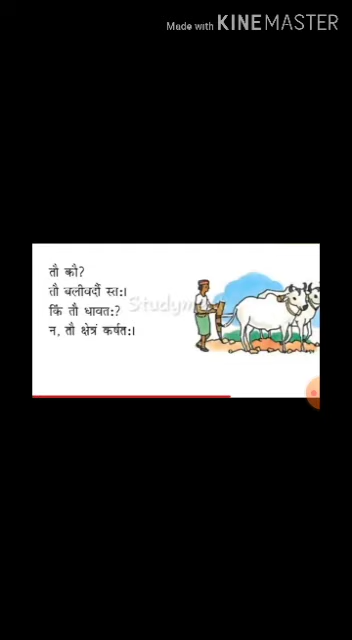 Made with KINEMASTER
तौ कौ?
तौ बलीवर्दौ स्तः।
किं तौ धावतः?
न, तौ क्षेत्रं कर्षतः।